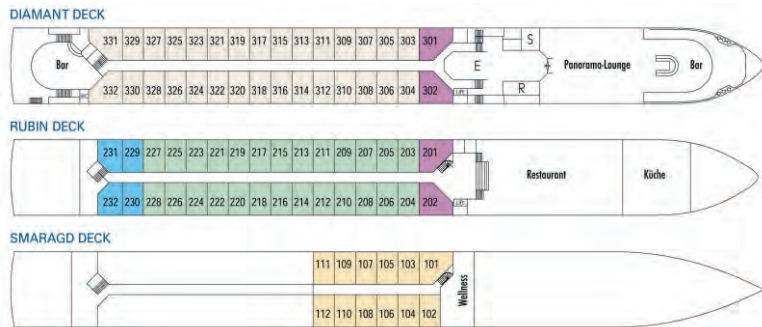 DIAMANT DECK
331 329 327 325 323 321 319 317 315 313 311 309 307 305 303 301 S
Bar E Panorama-Lounge Bar
332 330 328 326 324 322 320 318 316 314 312 310 308 306 304 302 LIFT R
RUBIN DECK
231 229 227 225 223 221 219 217 215 213 211 209 207 205 203 201
Restaurant Küche
232 230 228 226 224 222 220 218 216 214 212 210 208 206 204 202 LIFT
SMARAGD DECK
111 109 107 105 103 101
Wellness
112 110 108 106 104 102